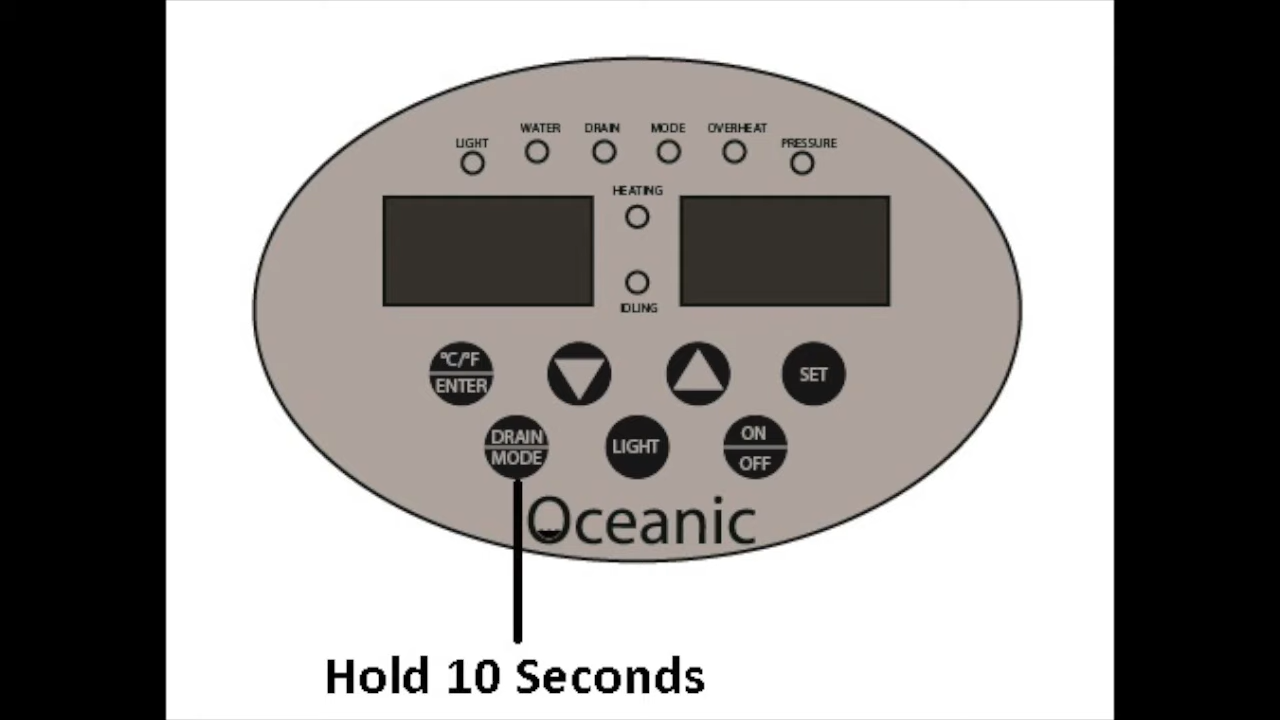 LIGHT
WATER
DRAIN
MODE
OVERHEAT
PRESSURE
HEATING
IDLING
°C/°F
ENTER
SET
DRAIN
MODE
LIGHT
ON
OFF
Oceanic
Hold 10 Seconds